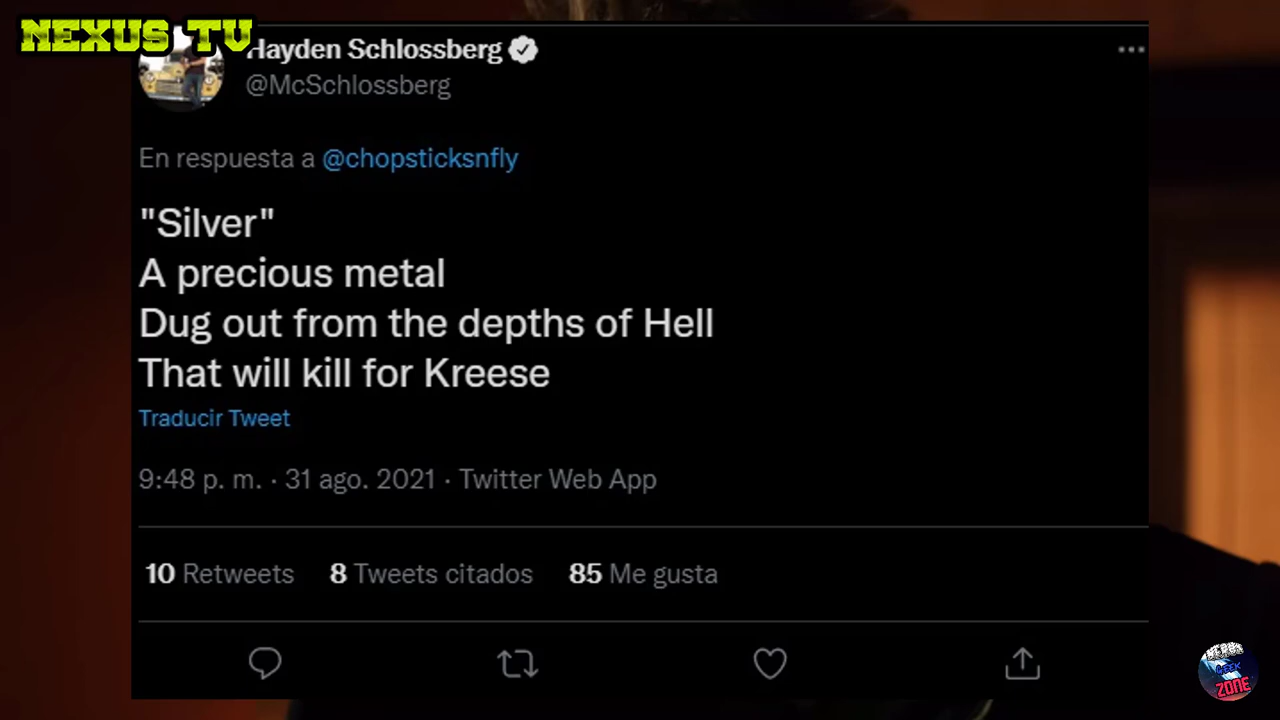 NEXUS TV
Hayden Schlossberg
@McSchlossberg
En respuesta a @chopsticksnfly
"Silver"
A precious metal
Dug out from the depths of Hell
That will kill for Kreese
Traducir Tweet
9:48 p. m. · 31 ago. 2021 · Twitter Web App
10 Retweets 8 Tweets citados 85 Me gusta
GEEK
ZONE